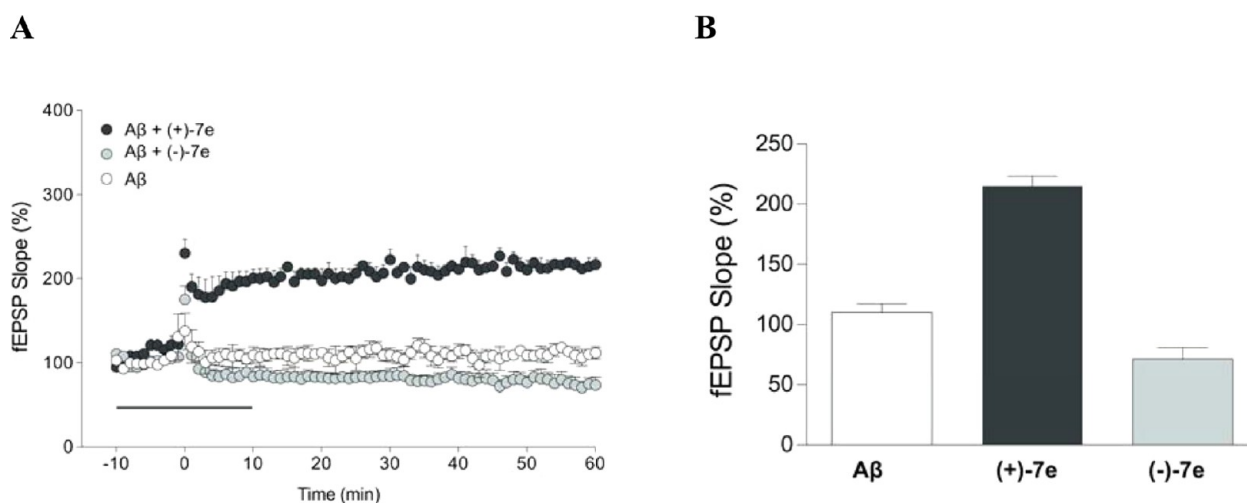 A
B
fEPSP Slope (%)
400
300
200
100
0
Aβ + (+)-7e
Aβ + (-)-7e
Aβ
-10 0 10 20 30 40 50 60
Time (min)
fEPSP Slope (%)
250
200
150
100
50
0
Aβ (+)-7e (-)-7e